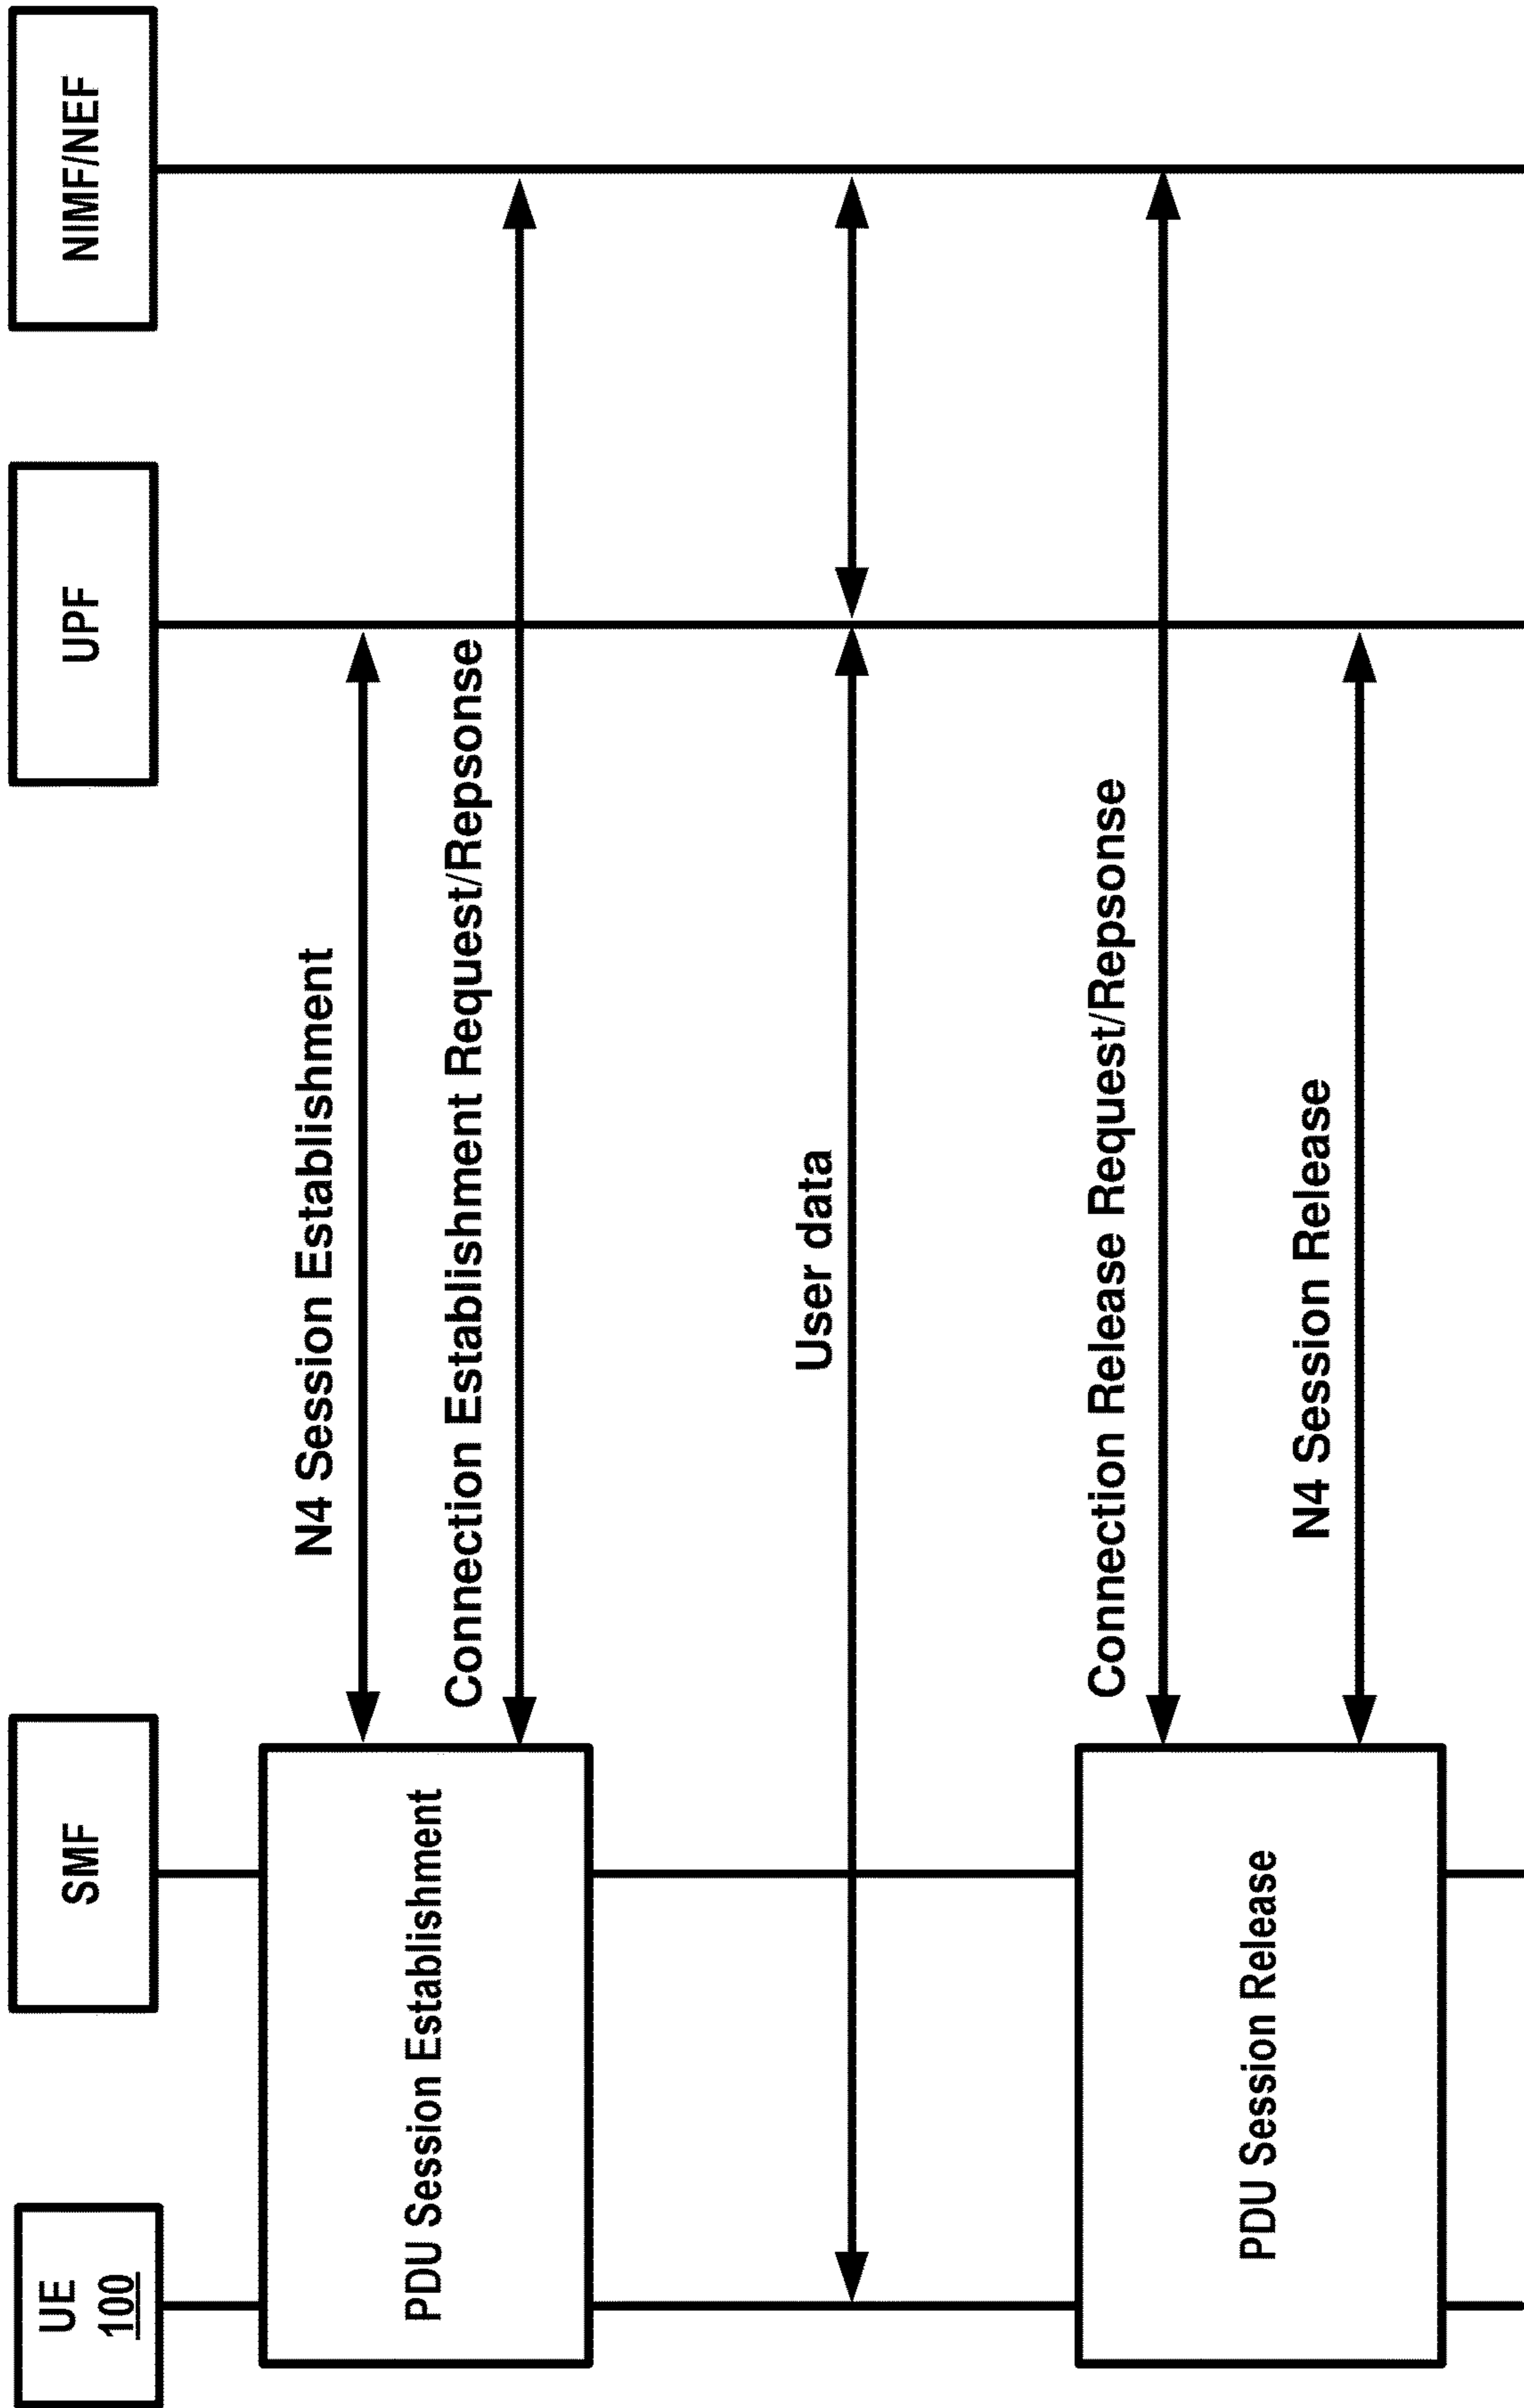 UE
100
SMF
UPF
NIMF/NEF
N4 Session Establishment
PDU Session Establishment
Connection Establishment Request/Repsonse
User data
Connection Release Request/Repsonse
PDU Session Release
N4 Session Release